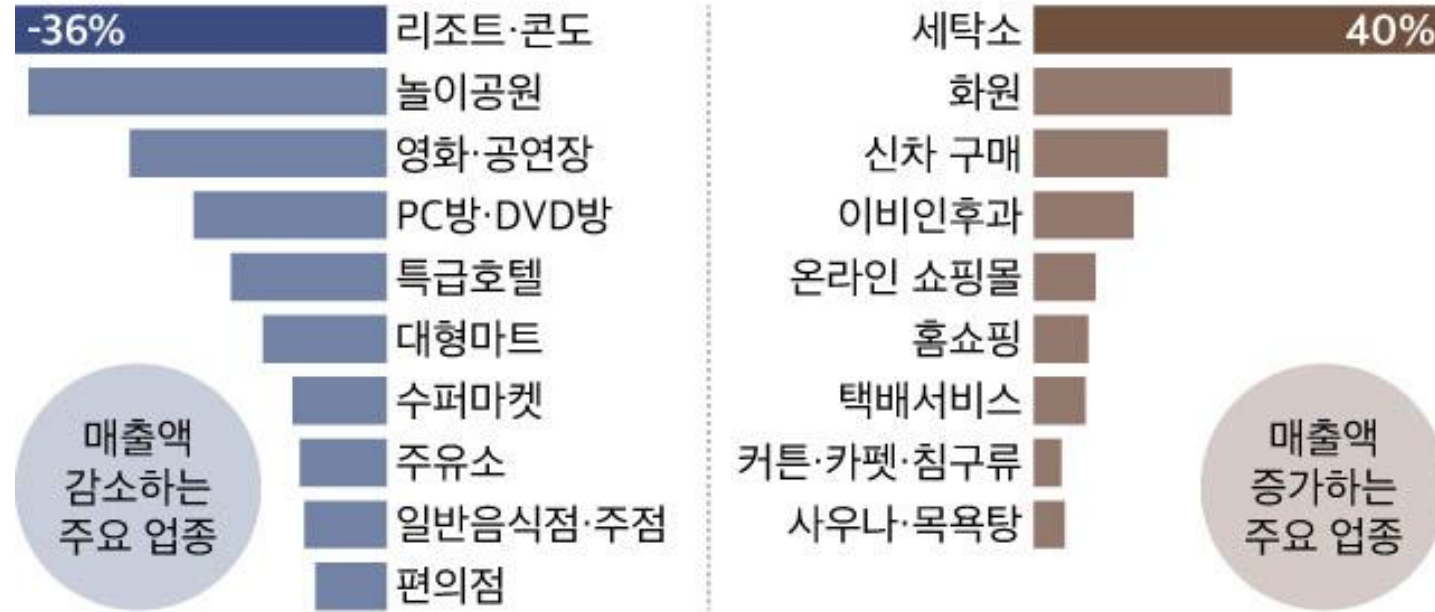 -36% 리조트·콘도
놀이공원
영화·공연장
PC방·DVD방
특급호텔
대형마트
수퍼마켓
주유소
일반음식점·주점
편의점
매출액
감소하는
주요 업종
세탁소 40%
화원
신차 구매
이비인후과
온라인 쇼핑몰
홈쇼핑
택배서비스
커튼·카펫·침구류
사우나·목욕탕
매출액
증가하는
주요 업종